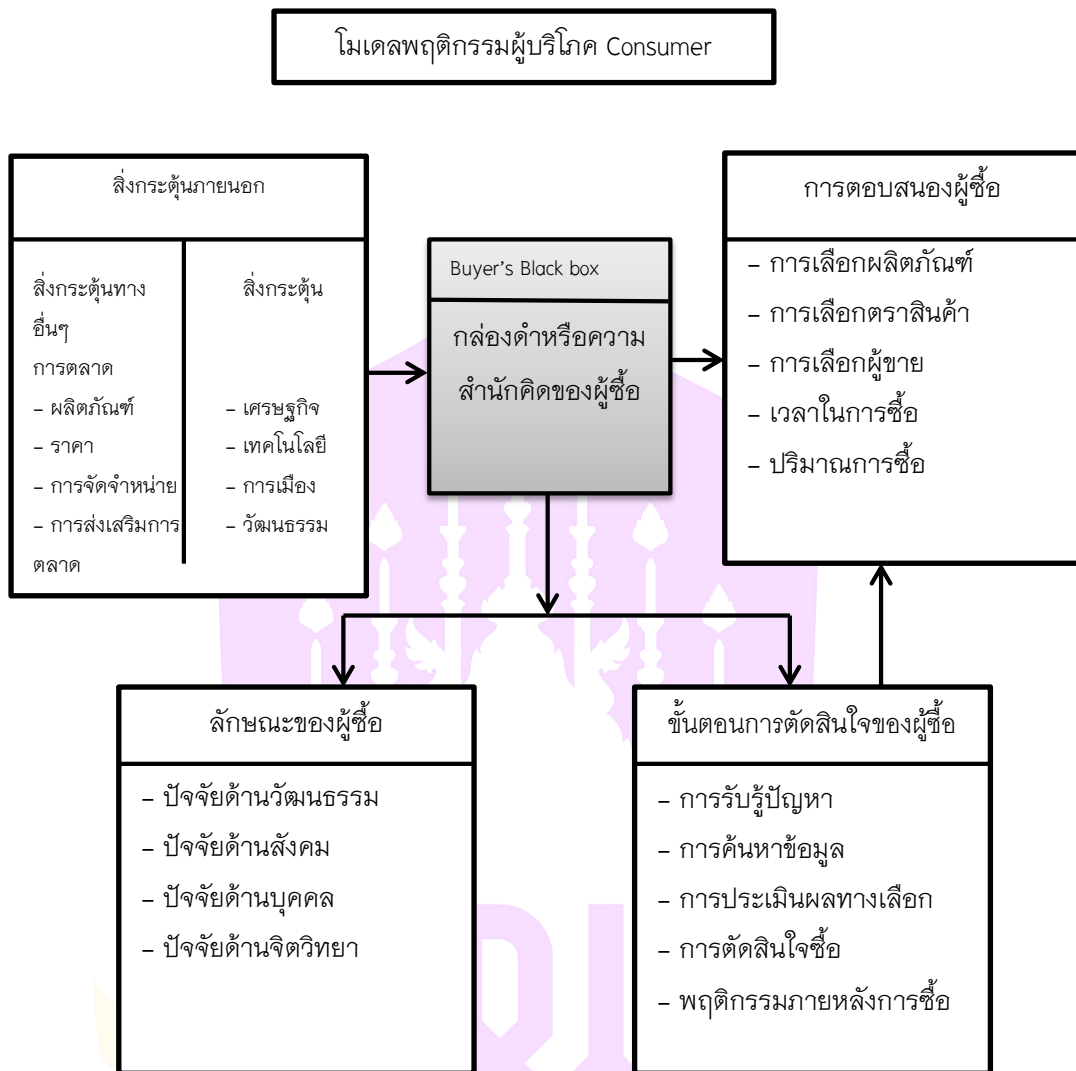 โมเดลพฤติกรรมผู้บริโภค Consumer
สิ่งกระตุ้นภายนอก
สิ่งกระตุ้นทาง
อื่นๆ
การตลาด
- ผลิตภัณฑ์
- ราคา
- การจัดจำหน่าย
- การส่งเสริมการ
ตลาด
สิ่งกระตุ้น
- เศรษฐกิจ
- เทคโนโลยี
- การเมือง
- วัฒนธรรม
Buyer's Black box
กล่องดำหรือความ
สำนักคิดของผู้ซื้อ
การตอบสนองผู้ซื้อ
- การเลือกผลิตภัณฑ์
- การเลือกตราสินค้า
- การเลือกผู้ขาย
- เวลาในการซื้อ
- ปริมาณการซื้อ
ลักษณะของผู้ซื้อ
- ปัจจัยด้านวัฒนธรรม
- ปัจจัยด้านสังคม
- ปัจจัยด้านบุคคล
- ปัจจัยด้านจิตวิทยา
ขั้นตอนการตัดสินใจของผู้ซื้อ
- การรับรู้ปัญหา
- การค้นหาข้อมูล
- การประเมินผลทางเลือก
- การตัดสินใจซื้อ
- พฤติกรรมภายหลังการซื้อ